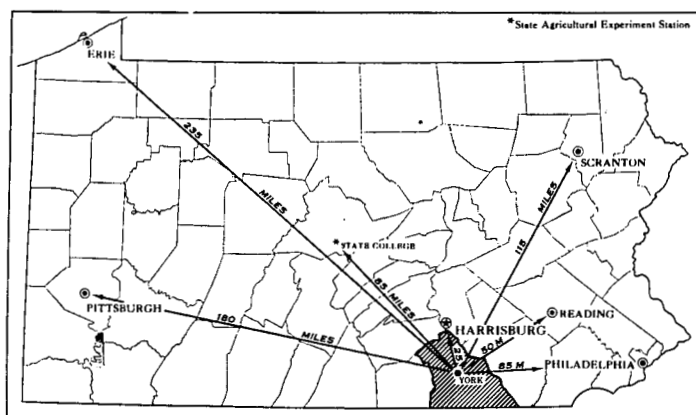 *State Agricultural Experiment Station
ERIE
235
MILES
SCRANTON
115
MILES
*STATE COLLEGE
85 MILES
PITTSBURGH
180
MILES
HARRISBURG
READING
25
50 M
PHILADELPHIA
85 M
YORK